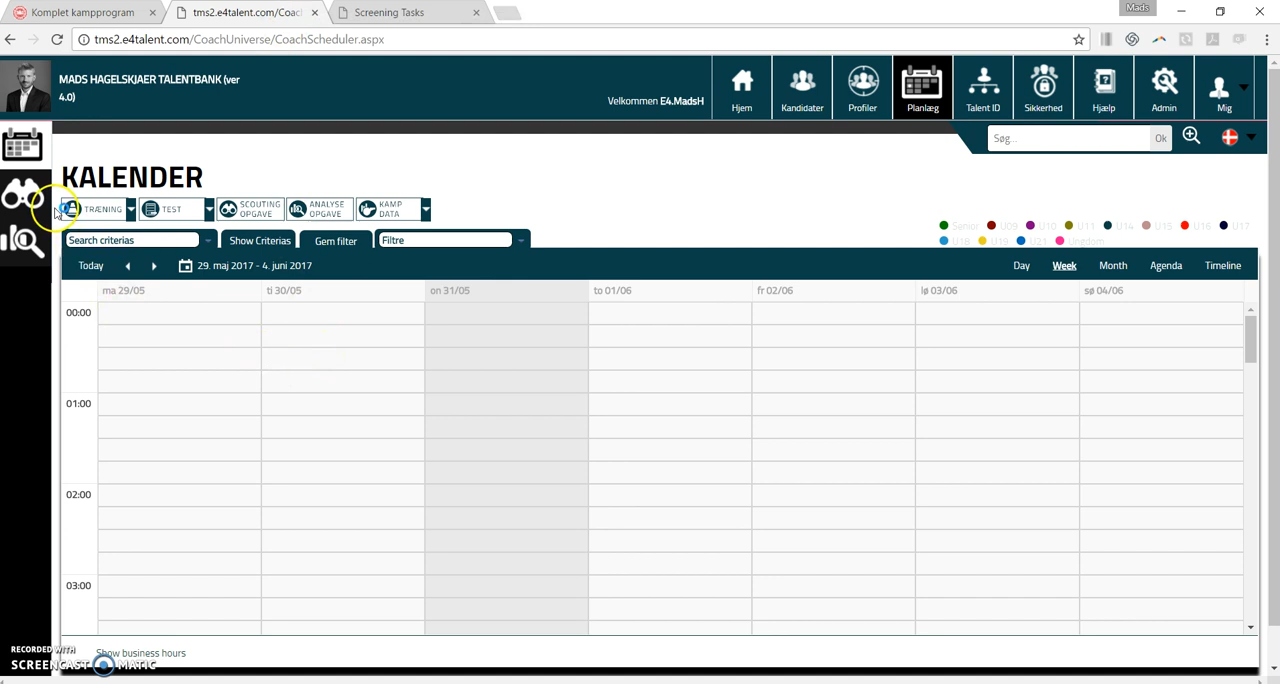 Komplet kampprogram
tms2.e4talent.com/Coac
Screening Tasks
Mads
tms2.e4talent.com/CoachUniverse/CoachScheduler.aspx
MADS HAGELSKJAER TALENTBANK (ver
4.0)
Velkommen E4.MadsH
Hjem
Kandidater
Profiler
Planlæg
Talent ID
Sikkerhed
Hjælp
Admin
Mig
Søg...
Ok
KALENDER
TRÆNING
TEST
SCOUTING
OPGAVE
ANALYSE
OPGAVE
KAMP
DATA
Senior U09 U10 U11 U14 U15 U16 U17
U18 U19 U21 Ungdom
Search criterias
Show Criterias
Gem filter
Filtre
Today
29. maj 2017 - 4. juni 2017
Day
Week
Month
Agenda
Timeline
ma 29/05
ti 30/05
on 31/05
to 01/06
fr 02/06
lø 03/06
sø 04/06
00:00
01:00
02:00
03:00
Show business hours
RECORDED WITH
SCREENCAST MATIC